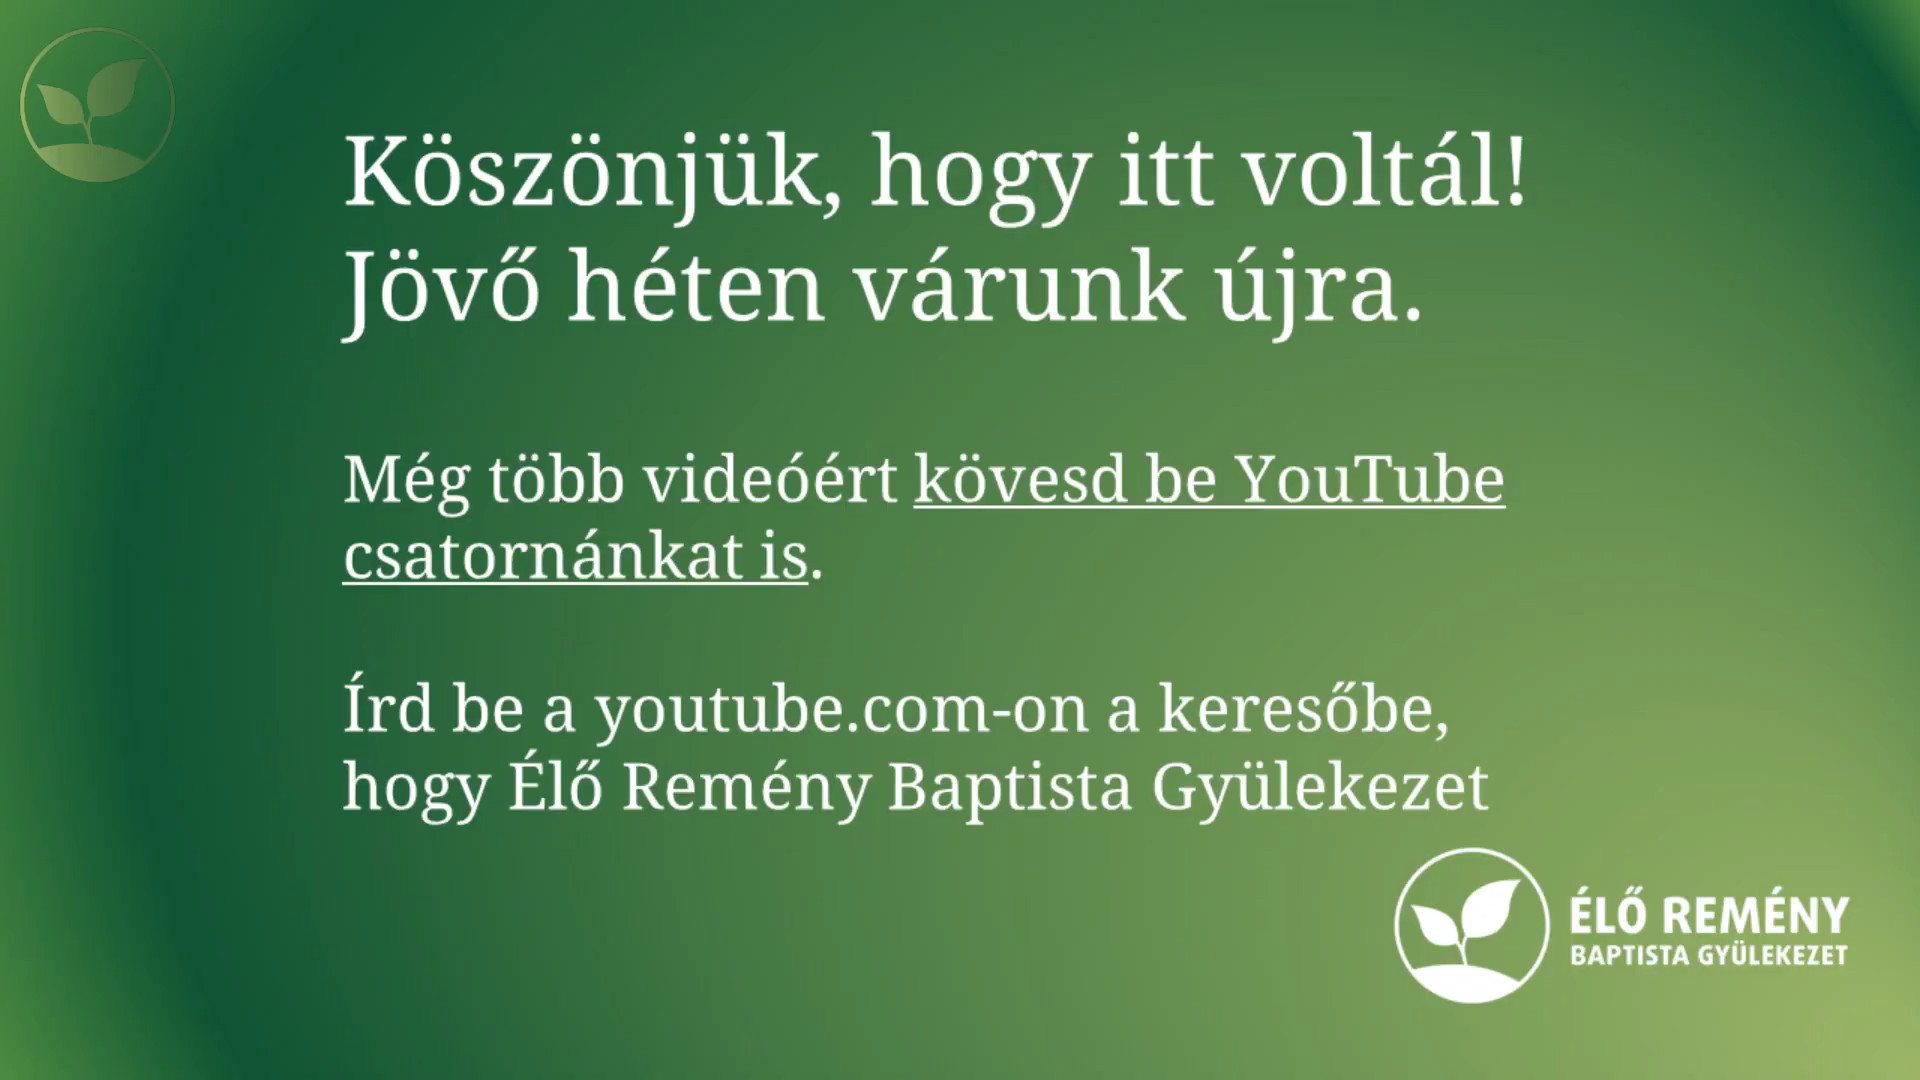 Köszönjük, hogy itt voltál!
Jövő héten várunk újra.
Még több videóért kövesd be YouTube
csatornánkat is.
Írd be a youtube.com-on a keresőbe,
hogy Élő Remény Baptista Gyülekezet
ÉLŐ REMÉNY
BAPTISTA GYÜLEKEZET